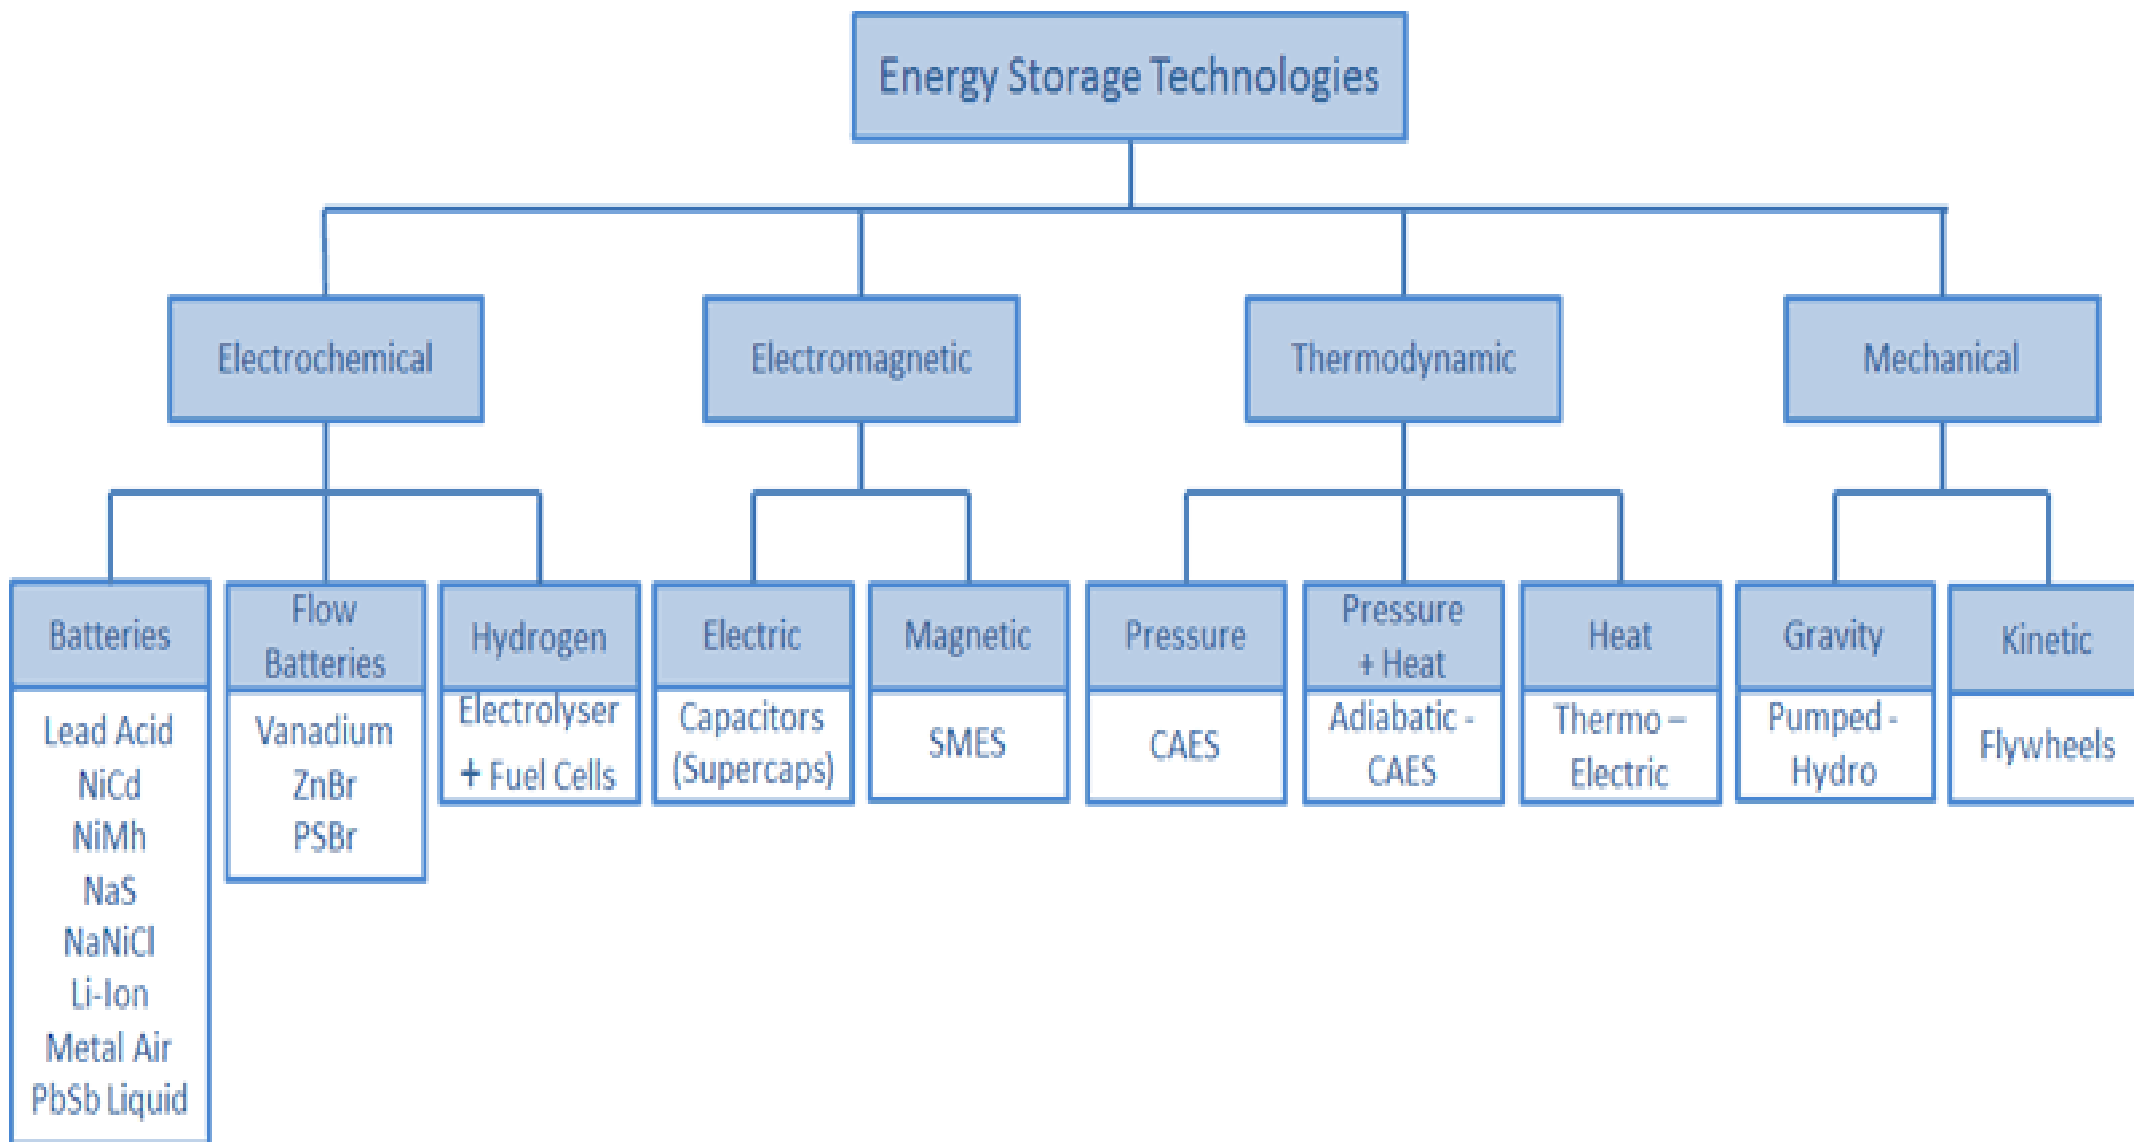 Energy Storage Technologies
Electrochemical
Electromagnetic
Thermodynamic
Mechanical
Batteries
Lead Acid
NiCd
NiMh
NaS
NaNiCl
Li-Ion
Metal Air
PbSb Liquid
Flow
Batteries
Vanadium
ZnBr
PSBr
Hydrogen
Electrolyser
+ Fuel Cells
Electric
Capacitors
(Supercaps)
Magnetic
SMES
Pressure
CAES
Pressure
+ Heat
Adiabatic -
CAES
Heat
Thermo –
Electric
Gravity
Pumped -
Hydro
Kinetic
Flywheels